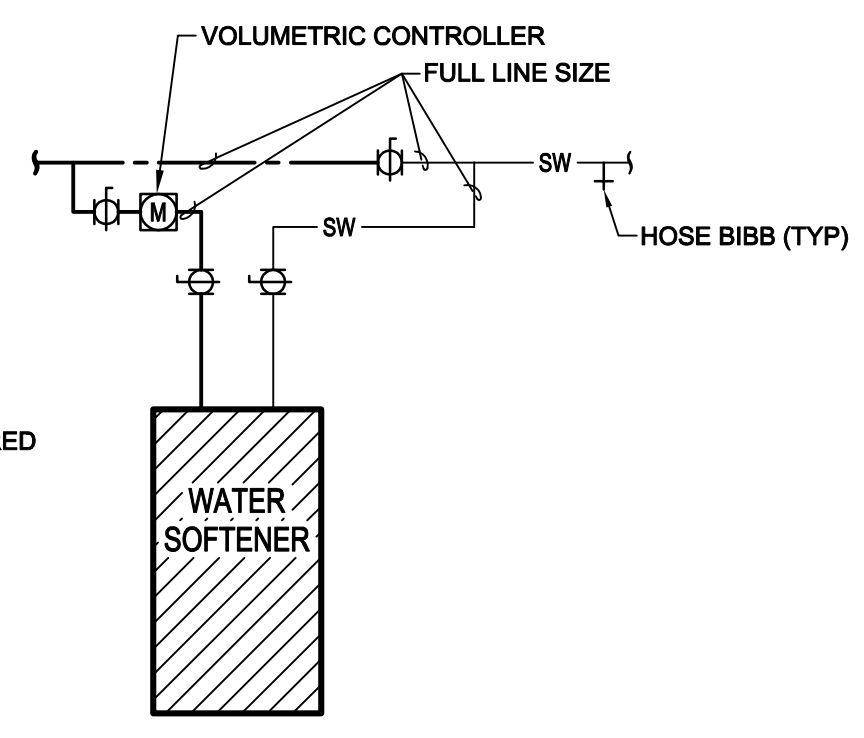 VOLUMETRIC CONTROLLER
FULL LINE SIZE
SW
M
SW
HOSE BIBB (TYP)
WATER
SOFTENER